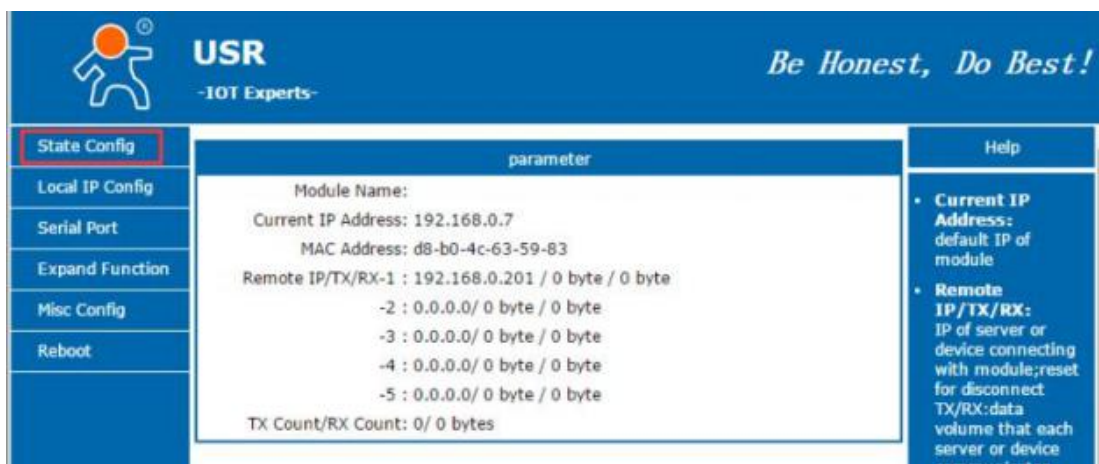 ®
USR
-IOT Experts-
Be Honest, Do Best!
State Config
Local IP Config
Serial Port
Expand Function
Misc Config
Reboot
parameter
Module Name:
Current IP Address: 192.168.0.7
MAC Address: d8-b0-4c-63-59-83
Remote IP/TX/RX-1 : 192.168.0.201 / 0 byte / 0 byte
-2 : 0.0.0.0/ 0 byte / 0 byte
-3 : 0.0.0.0/ 0 byte / 0 byte
-4 : 0.0.0.0/ 0 byte / 0 byte
-5 : 0.0.0.0/ 0 byte / 0 byte
TX Count/RX Count: 0/ 0 bytes
Help
• Current IP
Address:
default IP of
module
• Remote
IP/TX/RX:
IP of server or
device connecting
with module;reset
for disconnect
TX/RX:data
volume that each
server or device